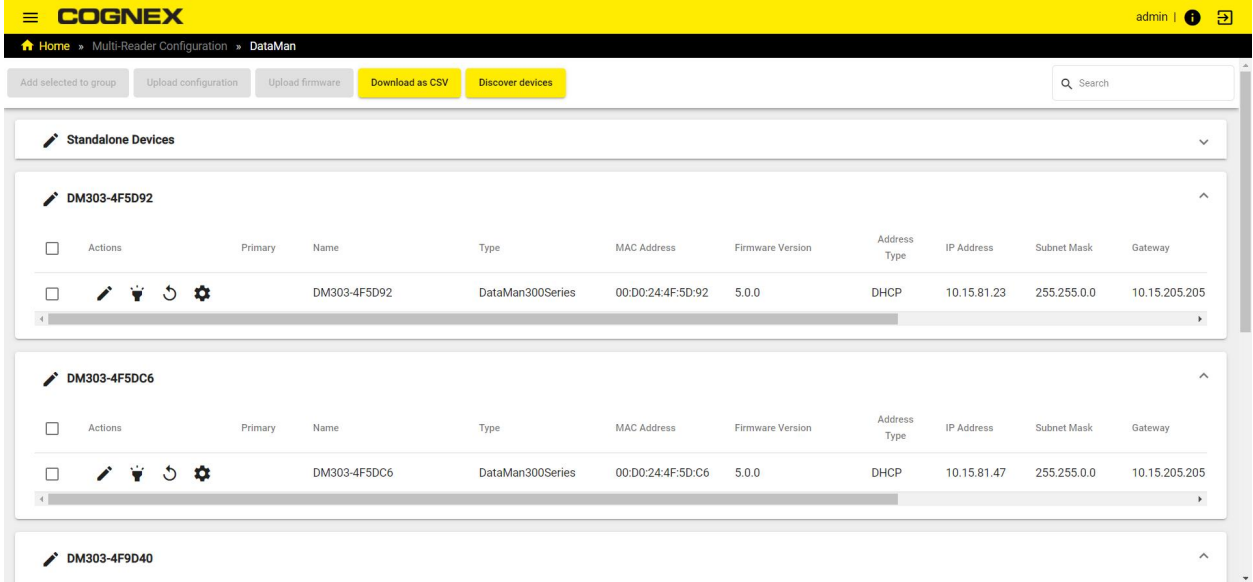 COGNEX
admin |
Home » Multi-Reader Configuration » DataMan
Add selected to group Upload configuration Upload firmware Download as CSV Discover devices Search
Standalone Devices
DM303-4F5D92
Actions Primary Name Type MAC Address Firmware Version Address Type IP Address Subnet Mask Gateway
DM303-4F5D92 DataMan300Series 00:D0:24:4F:5D:92 5.0.0 DHCP 10.15.81.23 255.255.0.0 10.15.205.205
DM303-4F5DC6
Actions Primary Name Type MAC Address Firmware Version Address Type IP Address Subnet Mask Gateway
DM303-4F5DC6 DataMan300Series 00:D0:24:4F:5D:C6 5.0.0 DHCP 10.15.81.47 255.255.0.0 10.15.205.205
DM303-4F9D40